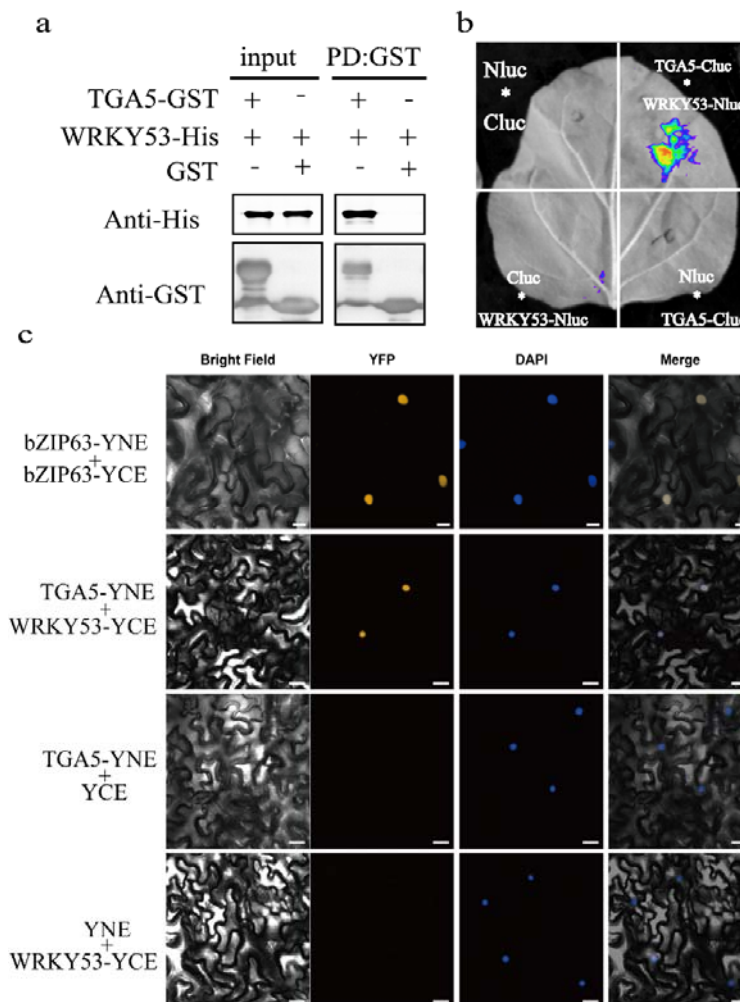 a
input PD:GST
TGA5-GST + - + -
WRKY53-His + + + +
GST - + - +
Anti-His
Anti-GST
b
Nluc
*
Cluc
TGA5-Cluc
*
WRKY53-Nluc
Cluc
*
WRKY53-Nluc
Nluc
*
TGA5-Cluc
c
Bright Field YFP DAPI Merge
bZIP63-YNE
+
bZIP63-YCE
TGA5-YNE
+
WRKY53-YCE
TGA5-YNE
+
YCE
YNE
+
WRKY53-YCE